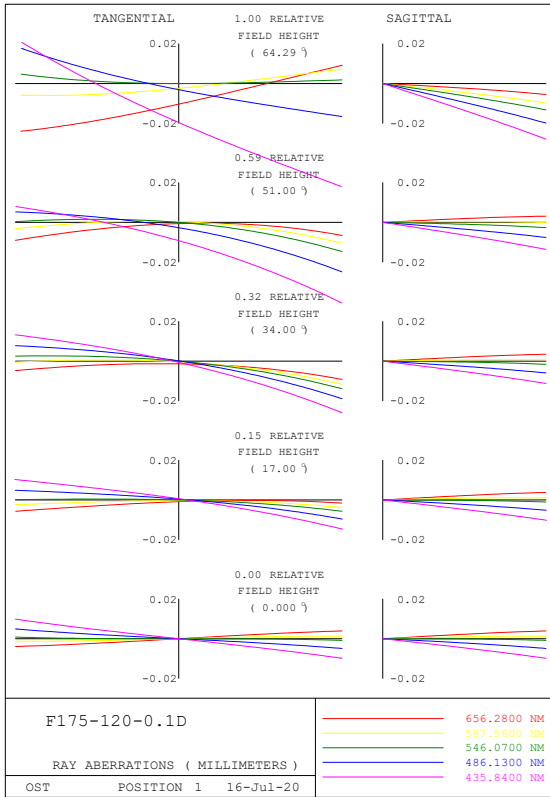 TANGENTIAL 1.00 RELATIVE SAGITTAL
FIELD HEIGHT
( 64.29 º)
0.02 0.02
-0.02 -0.02
0.59 RELATIVE
FIELD HEIGHT
( 51.00 º)
0.02 0.02
-0.02 -0.02
0.32 RELATIVE
FIELD HEIGHT
( 34.00 º)
0.02 0.02
-0.02 -0.02
0.15 RELATIVE
FIELD HEIGHT
( 17.00 º)
0.02 0.02
-0.02 -0.02
0.00 RELATIVE
FIELD HEIGHT
( 0.000 º)
0.02 0.02
-0.02 -0.02
F175-120-0.1D
RAY ABERRATIONS ( MILLIMETERS )
OST POSITION 1 16-Jul-20
656.2800 NM
587.5600 NM
546.0700 NM
486.1300 NM
435.8400 NM